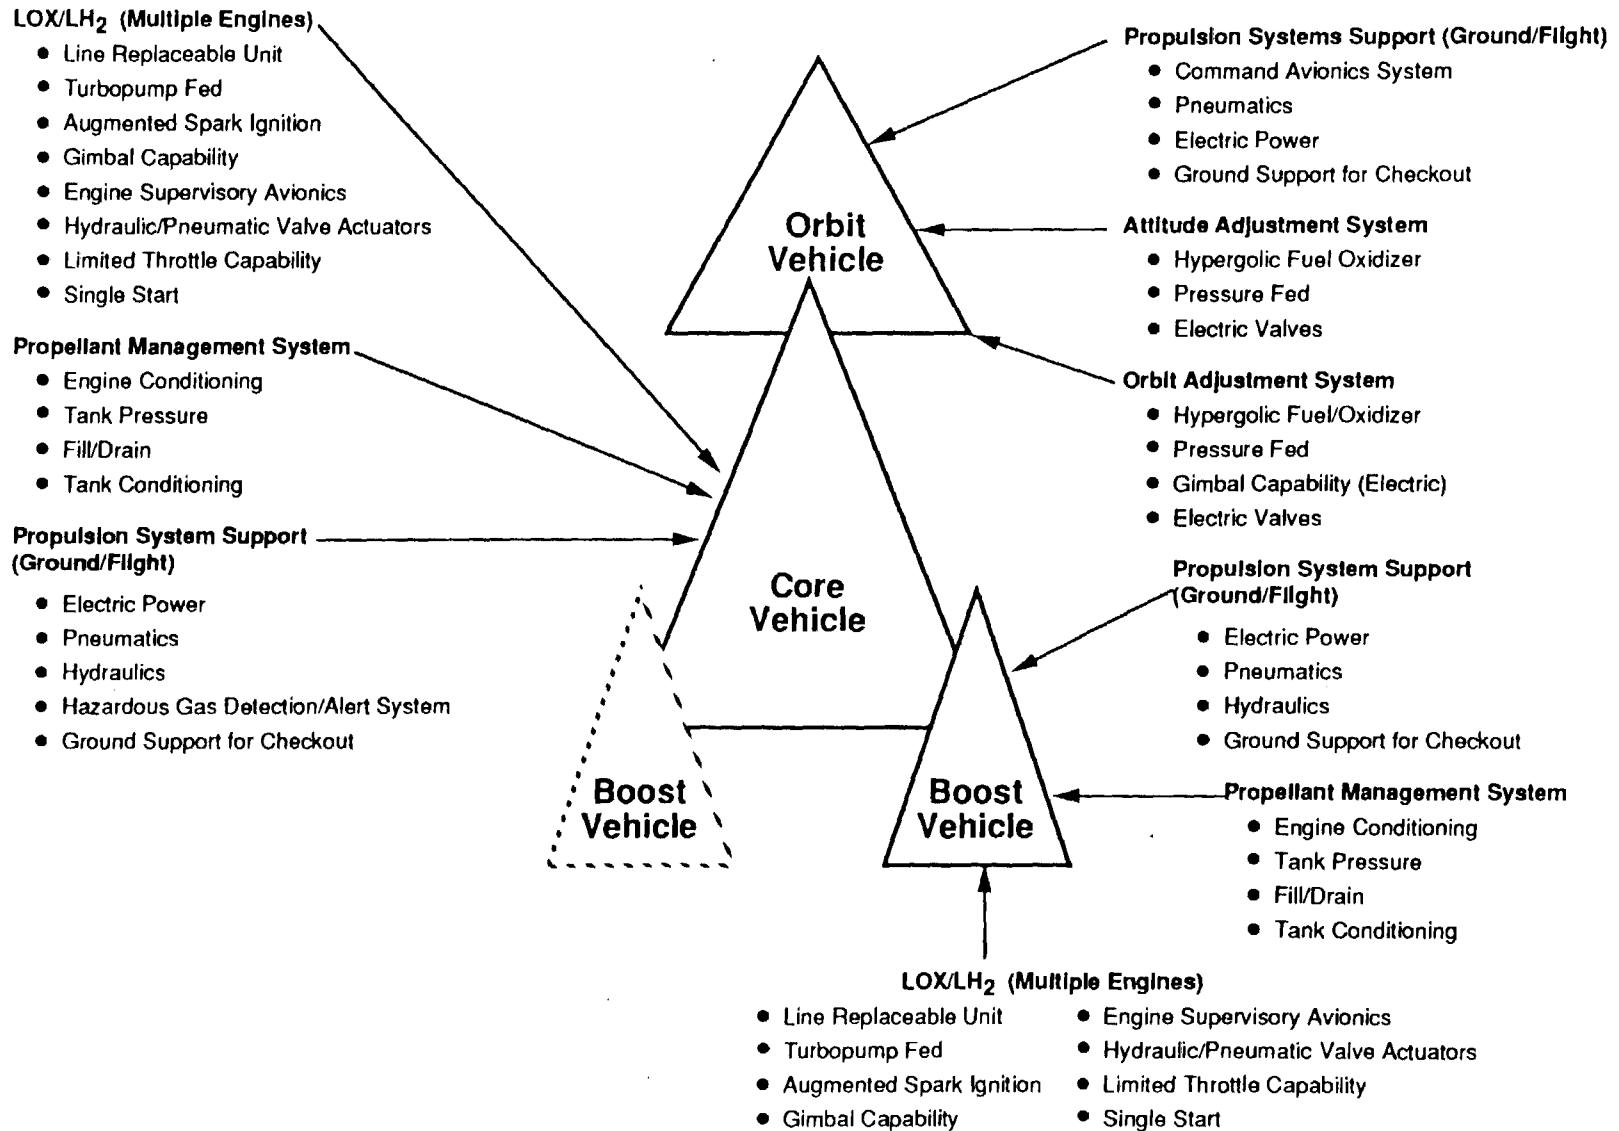 LOX/LH2 (Multiple Engines)
● Line Replaceable Unit
● Turbopump Fed
● Augmented Spark Ignition
● Gimbal Capability
● Engine Supervisory Avionics
● Hydraulic/Pneumatic Valve Actuators
● Limited Throttle Capability
● Single Start
Propellant Management System
● Engine Conditioning
● Tank Pressure
● Fill/Drain
● Tank Conditioning
Propulsion System Support
(Ground/Flight)
● Electric Power
● Pneumatics
● Hydraulics
● Hazardous Gas Detection/Alert System
● Ground Support for Checkout
Orbit
Vehicle
Core
Vehicle
Boost
Vehicle
Boost
Vehicle
Propulsion Systems Support (Ground/Flight)
● Command Avionics System
● Pneumatics
● Electric Power
● Ground Support for Checkout
Attitude Adjustment System
● Hypergolic Fuel Oxidizer
● Pressure Fed
● Electric Valves
Orbit Adjustment System
● Hypergolic Fuel/Oxidizer
● Pressure Fed
● Gimbal Capability (Electric)
● Electric Valves
Propulsion System Support
(Ground/Flight)
● Electric Power
● Pneumatics
● Hydraulics
● Ground Support for Checkout
Propellant Management System
● Engine Conditioning
● Tank Pressure
● Fill/Drain
● Tank Conditioning
LOX/LH2 (Multiple Engines)
● Line Replaceable Unit
● Turbopump Fed
● Augmented Spark Ignition
● Gimbal Capability
● Engine Supervisory Avionics
● Hydraulic/Pneumatic Valve Actuators
● Limited Throttle Capability
● Single Start